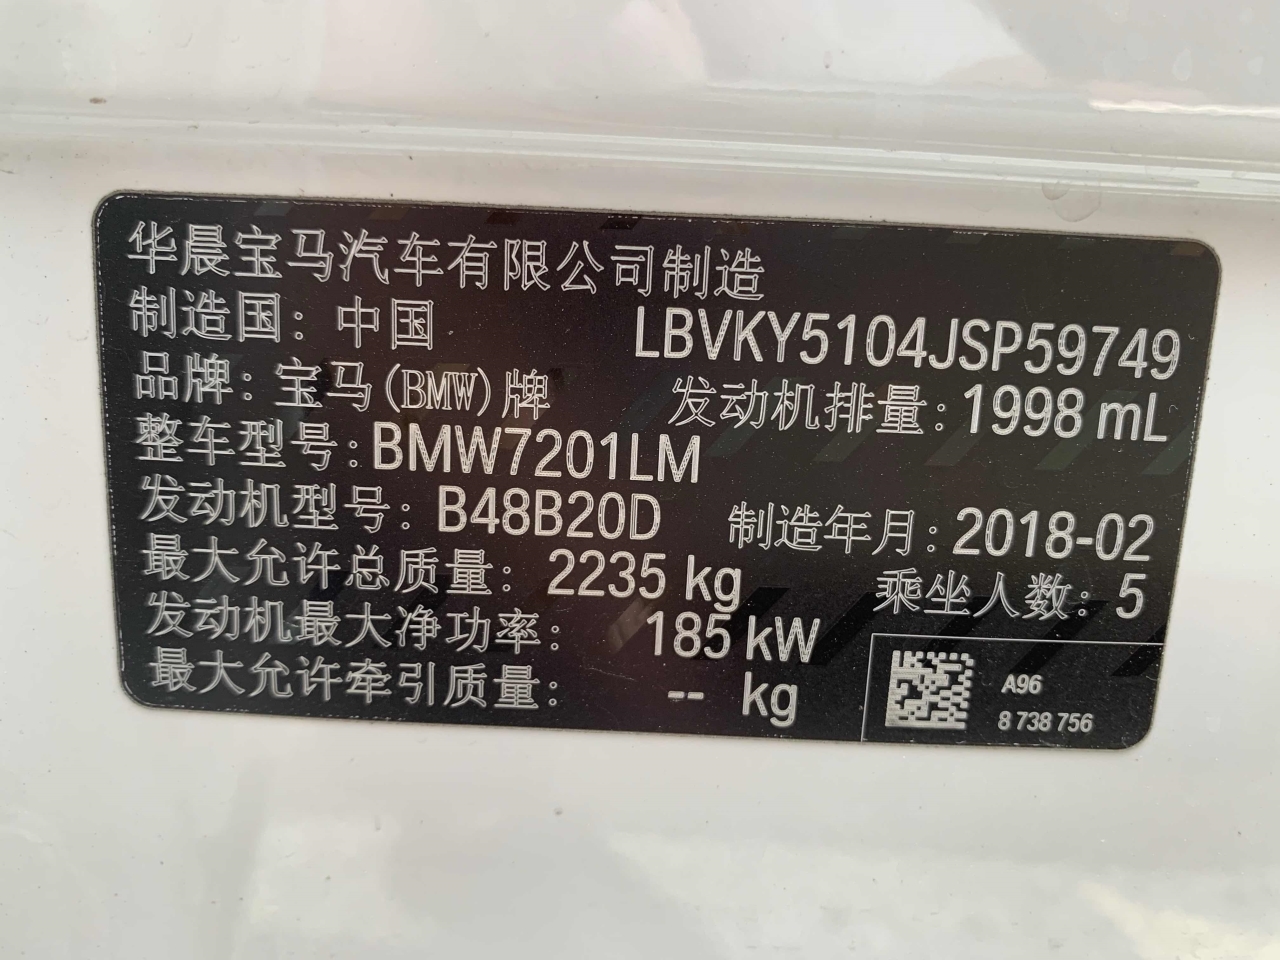 华晨宝马汽车有限公司制造
制造国：中国 LBVKY5104JSP59749
品牌：宝马(BMW)牌 发动机排量：1998 mL
整车型号：BMW7201LM
发动机型号：B48B20D 制造年月：2018-02
最大允许总质量：2235 kg 乘坐人数：5
发动机最大净功率：185 kW
最大允许牵引质量：-- kg
A96
8 738 756